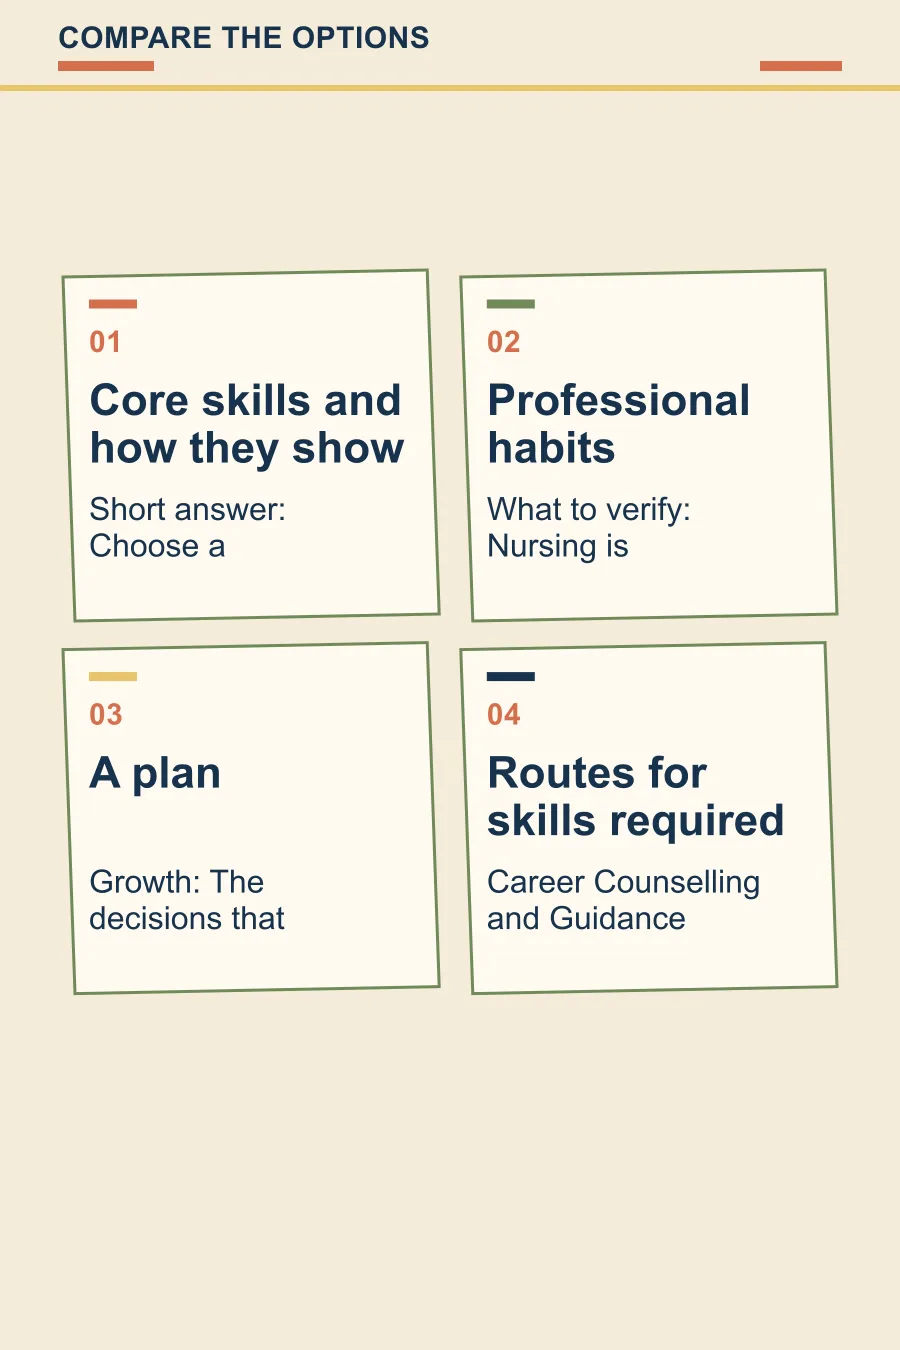 COMPARE THE OPTIONS
01
Core skills and
how they show
Short answer:
Choose a
02
Professional
habits
What to verify:
Nursing is
03
A plan
Growth: The
decisions that
04
Routes for
skills required
Career Counselling
and Guidance